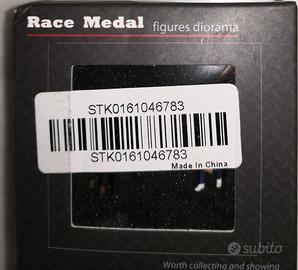 Race Medal figures diorama
STK0161046783
STK0161046783
Made In China
subito
Worth collecting and showing